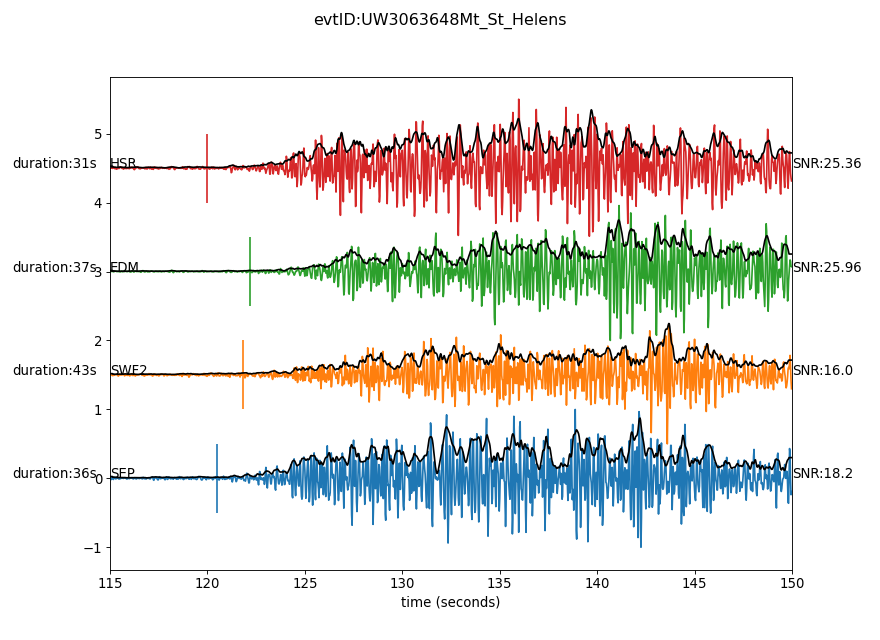 evtID:UW3063648Mt_St_Helens
5
duration:31s HSR SNR:25.36
4
duration:37s 3 EDM SNR:25.96
2
duration:43s SWF2 SNR:16.0
1
duration:36s 0 SEP SNR:18.2
−1
115 120 125 130 135 140 145 150
time (seconds)